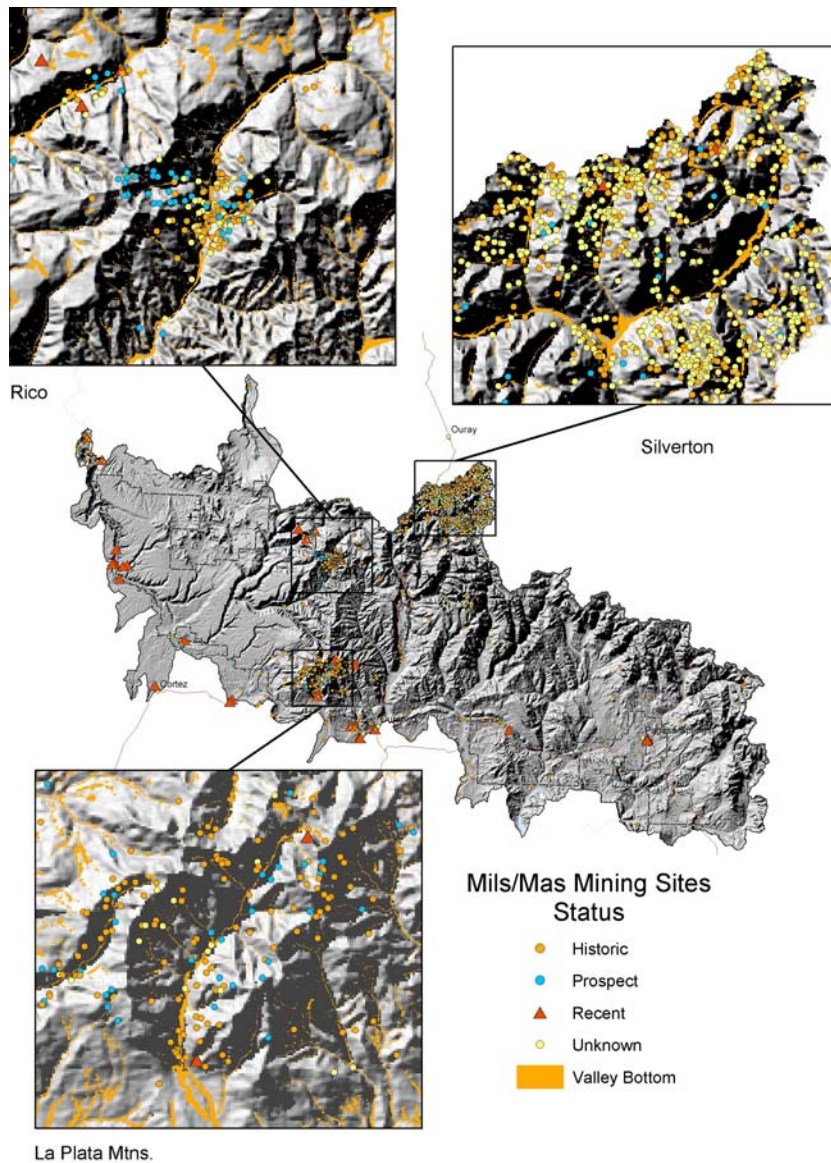 Rico
Ouray
Silverton
Cortez
Mils/Mas Mining Sites
Status
Historic
Prospect
Recent
Unknown
Valley Bottom
La Plata Mtns.